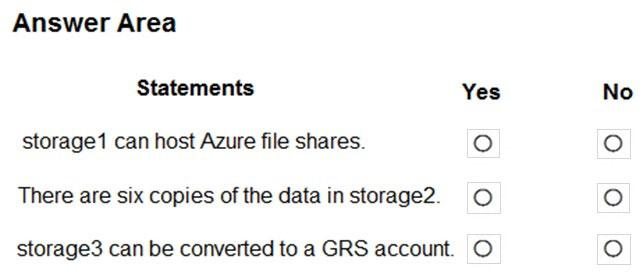 Answer Area
Statements Yes No
storage1 can host Azure file shares.
There are six copies of the data in storage2.
storage3 can be converted to a GRS account.